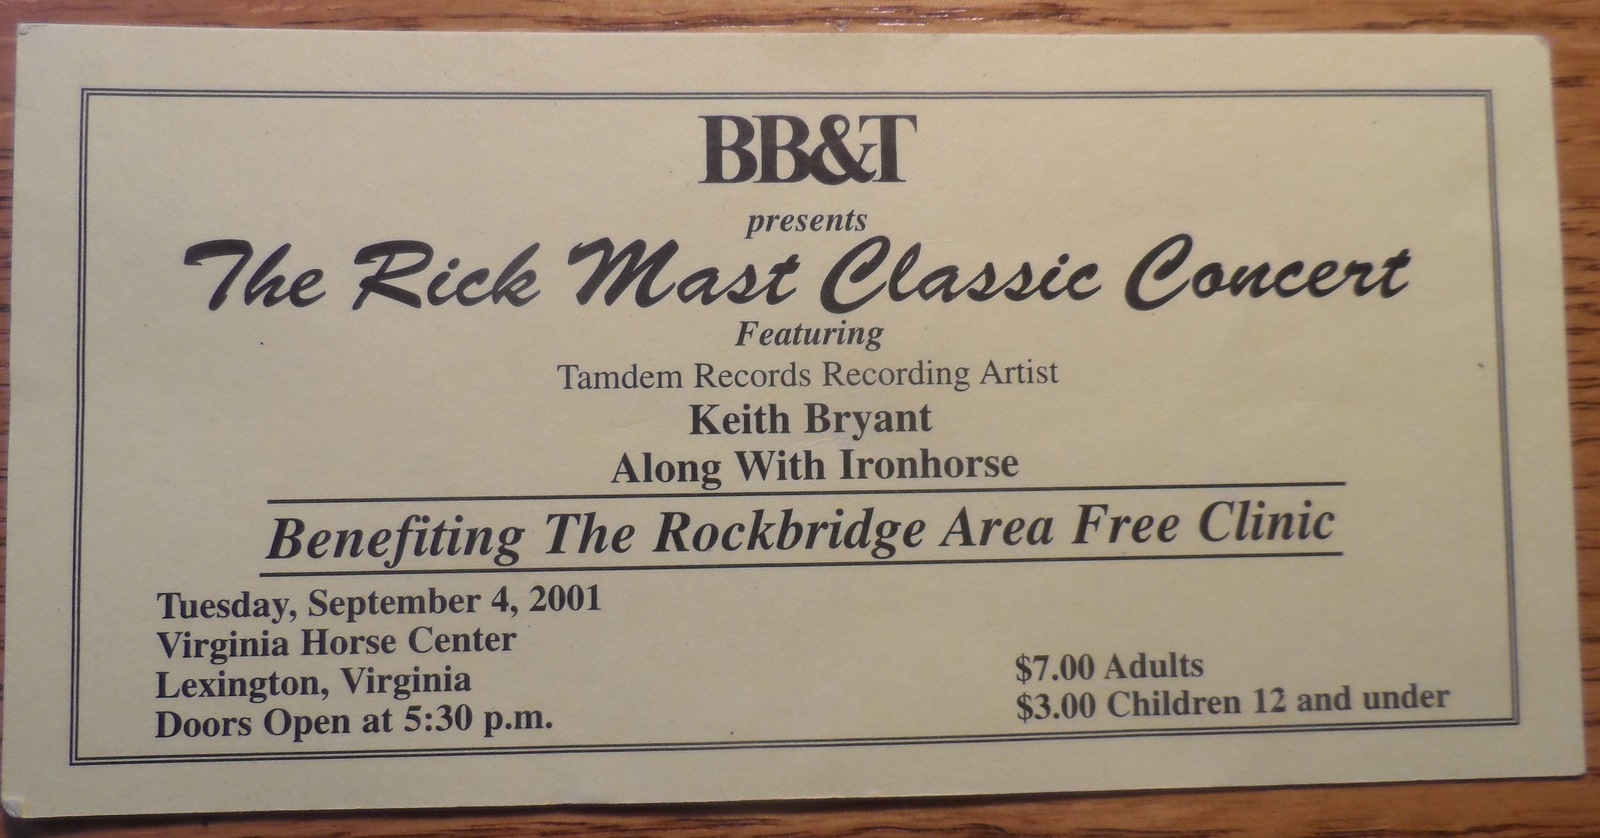 BB&T
presents
The Rick Mast Classic Concert
Featuring
Tamdem Records Recording Artist
Keith Bryant
Along With Ironhorse
Benefiting The Rockbridge Area Free Clinic
Tuesday, September 4, 2001
Virginia Horse Center
Lexington, Virginia
Doors Open at 5:30 p.m.
$7.00 Adults
$3.00 Children 12 and under